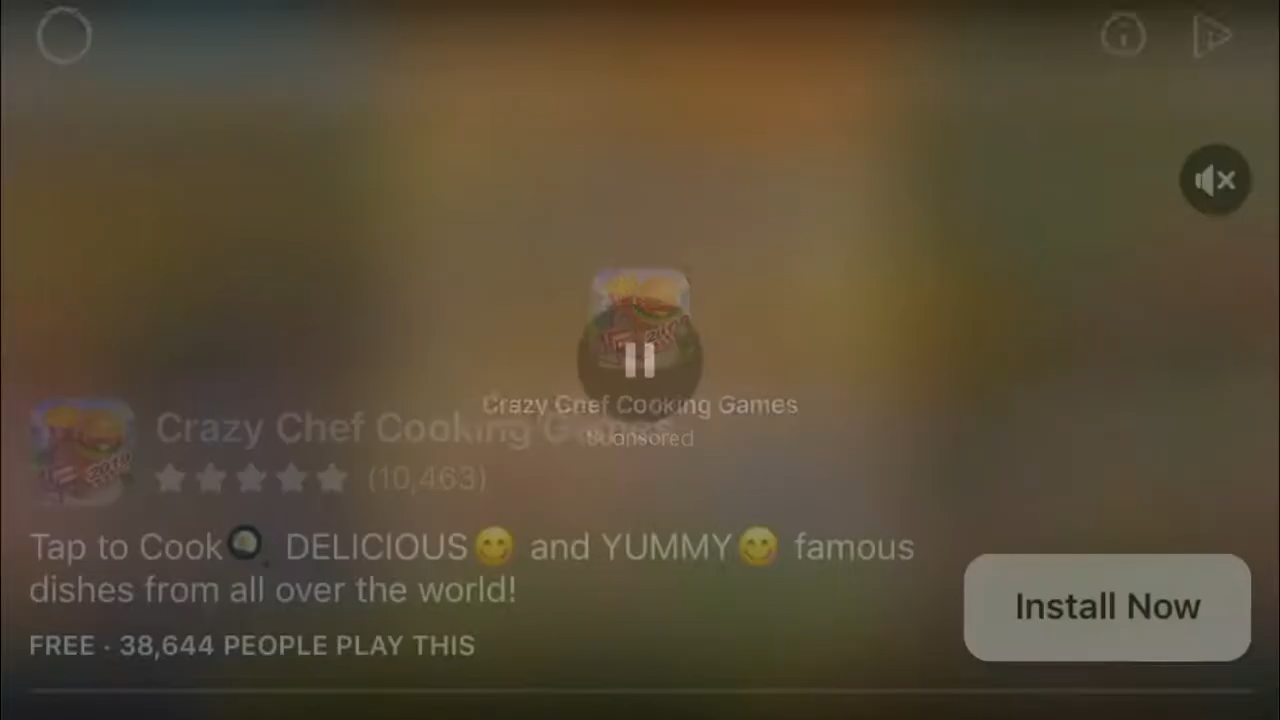 Crazy Chef Cooking Games
Sponsored
Crazy Chef Cooking Games
(10,463)
Tap to Cook🍳 DELICIOUS😋 and YUMMY😋 famous
dishes from all over the world!
FREE · 38,644 PEOPLE PLAY THIS
Install Now